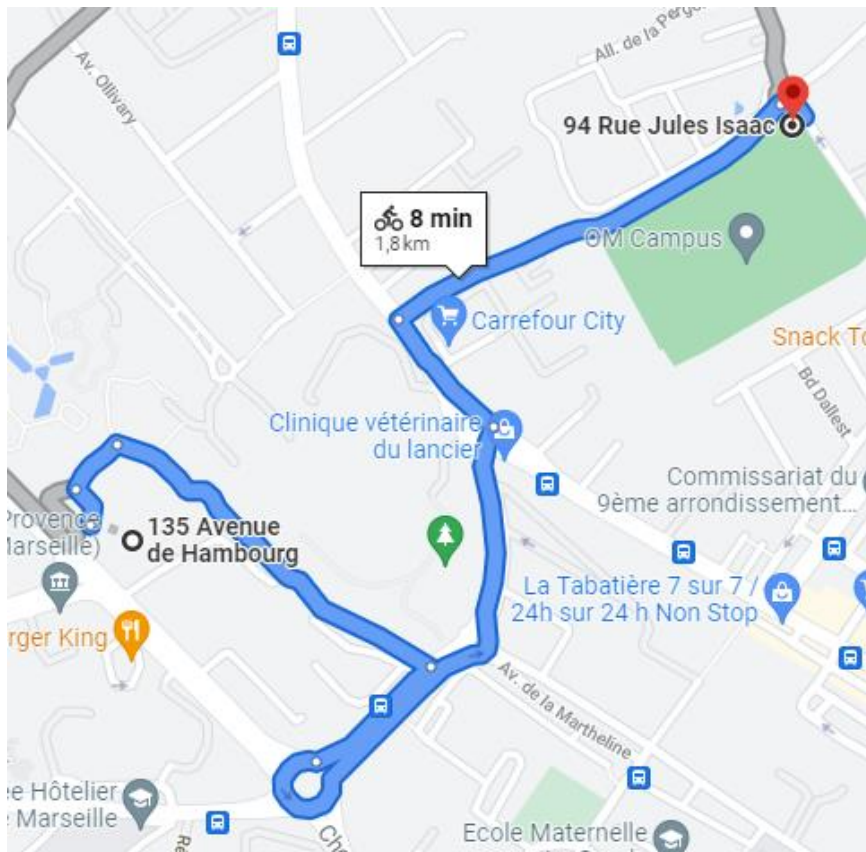 All. de la Pergo
Av. Ollivary
94 Rue Jules Isaac
8 min
1,8 km
OM Campus
Carrefour City
Snack To
Bd Dallest
Clinique vétérinaire
du lancier
Commissariat du
9ème arrondissement...
Provence
Marseille)
135 Avenue
de Hambourg
La Tabatière 7 sur 7 /
24h sur 24 h Non Stop
rger King
Av. de la Martheline
ee Hôtelier
e Marseille
Ré
Che
Ecole Maternelle